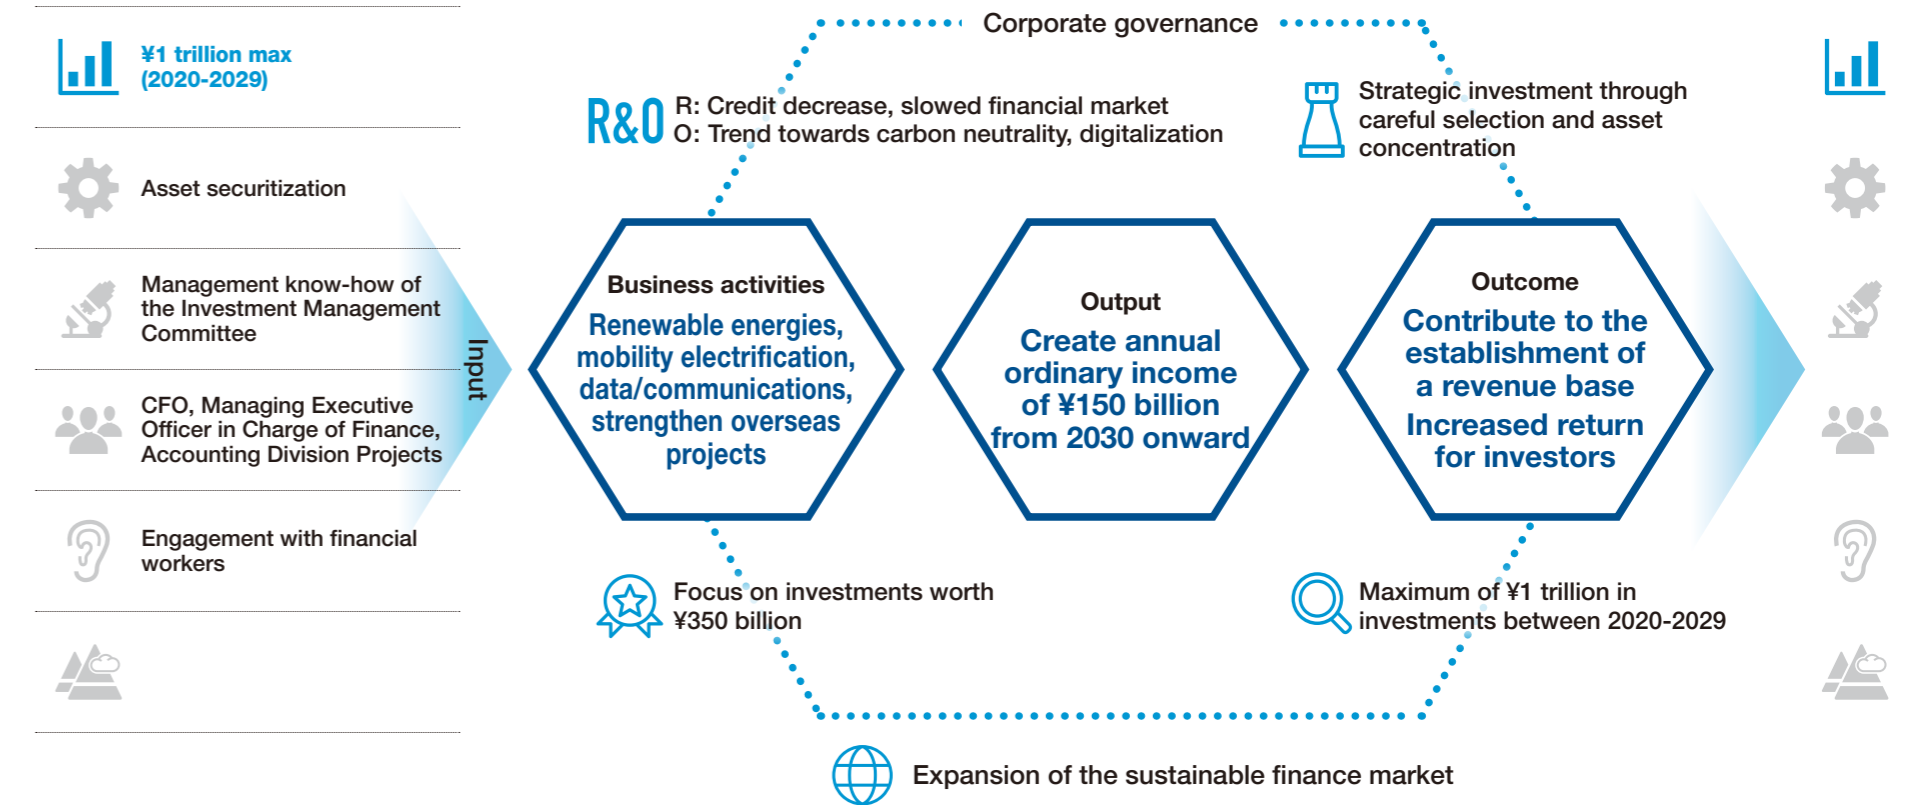 ¥1 trillion max
(2020-2029)
Asset securitization
Management know-how of
the Investment Management
Committee
CFO, Managing Executive
Officer in Charge of Finance,
Accounting Division Projects
Engagement with financial
workers
Input
Corporate governance
R&O
R: Credit decrease, slowed financial market
O: Trend towards carbon neutrality, digitalization
Strategic investment through
careful selection and asset
concentration
Business activities
Renewable energies,
mobility electrification,
data/communications,
strengthen overseas
projects
Output
Create annual
ordinary income
of ¥150 billion
from 2030 onward
Outcome
Contribute to the
establishment of
a revenue base
Increased return
for investors
Focus on investments worth
¥350 billion
Maximum of ¥1 trillion in
investments between 2020-2029
Expansion of the sustainable finance market